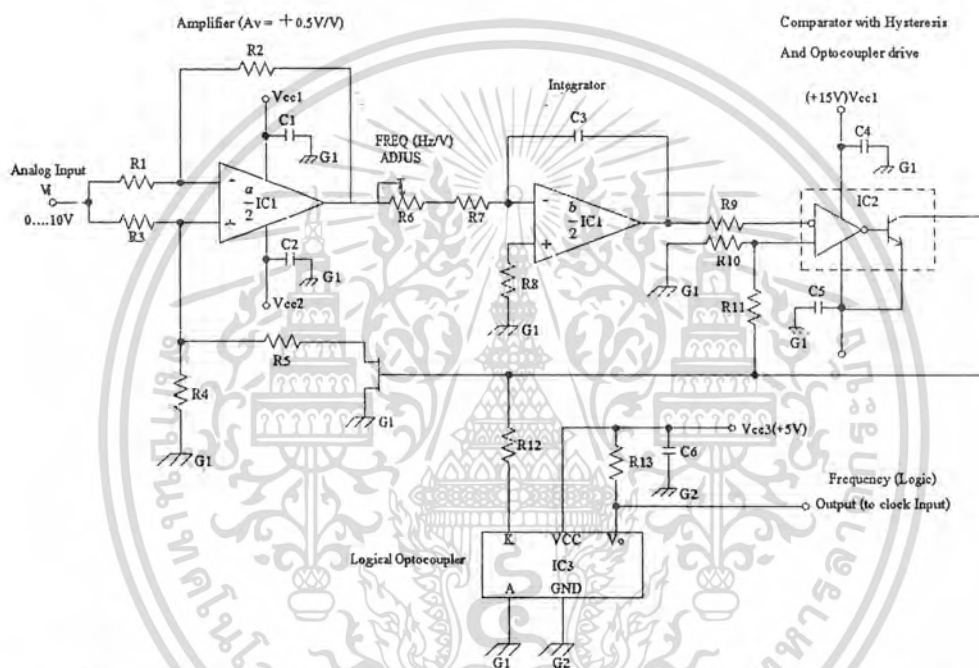 Amplifier (Av = + 0.5V/V)
Comparator with Hysteresis
And Optocoupler drive
R2
Vcc1
C1
G1
Integrator
C3
(+15V)Vcc1
C4
G1
FREQ (Hz/V)
ADJUS
R1
Analog Input
0....10V
R3
a
2
IC1
R6
R7
b
2
IC1
R9
R10
IC2
C2
G1
Vcc2
R8
G1
G1
R11
C5
G1
R5
R4
G1
G1
R12
R13
Vcc3(+5V)
C6
G2
Frequency (Logic)
Output (to clock Input)
Logical Optocoupler
K VCC Vo
IC3
A GND
G1
G2